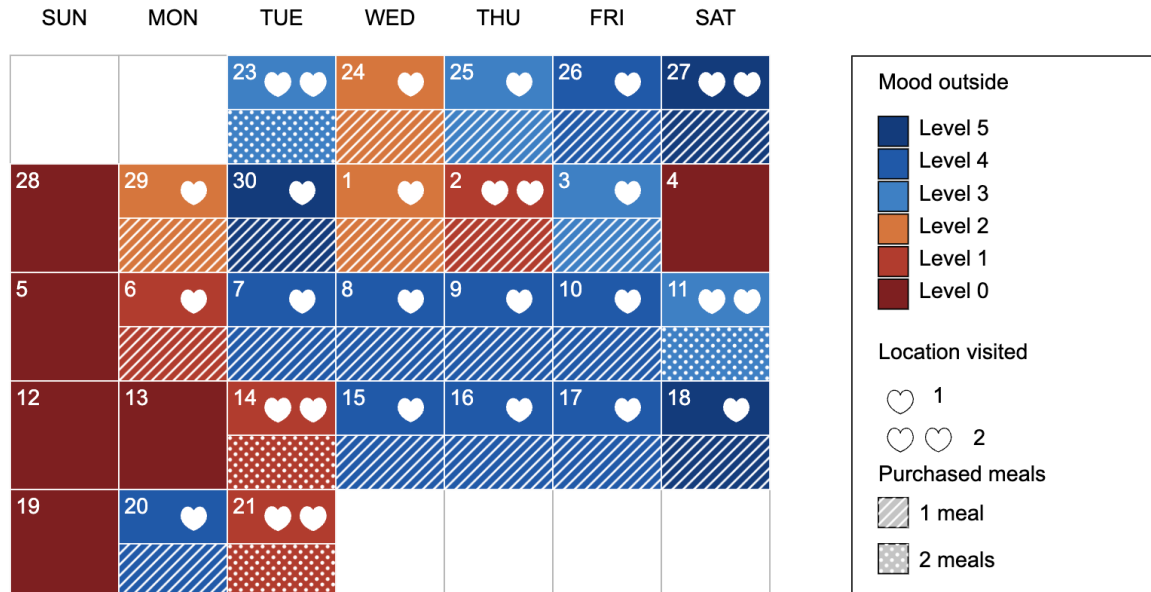 SUN MON TUE WED THU FRI SAT
23 24 25 26 27
28 29 30 1 2 3 4
5 6 7 8 9 10 11
12 13 14 15 16 17 18
19 20 21
Mood outside
Level 5
Level 4
Level 3
Level 2
Level 1
Level 0
Location visited
1
2
Purchased meals
1 meal
2 meals